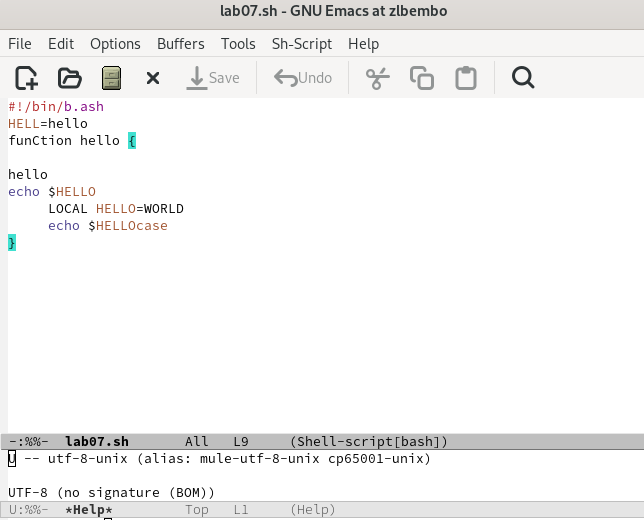 lab07.sh - GNU Emacs at zlbembo
File Edit Options Buffers Tools Sh-Script Help
Save Undo
#!/bin/b.ash
HELL=hello
funCtion hello {
hello
echo $HELLO
LOCAL HELLO=WORLD
echo $HELLOcase
}
-:%%- lab07.sh All L9 (Shell-script[bash])
U -- utf-8-unix (alias: mule-utf-8-unix cp65001-unix)
UTF-8 (no signature (BOM))
U:%%- *Help* Top L1 (Help)